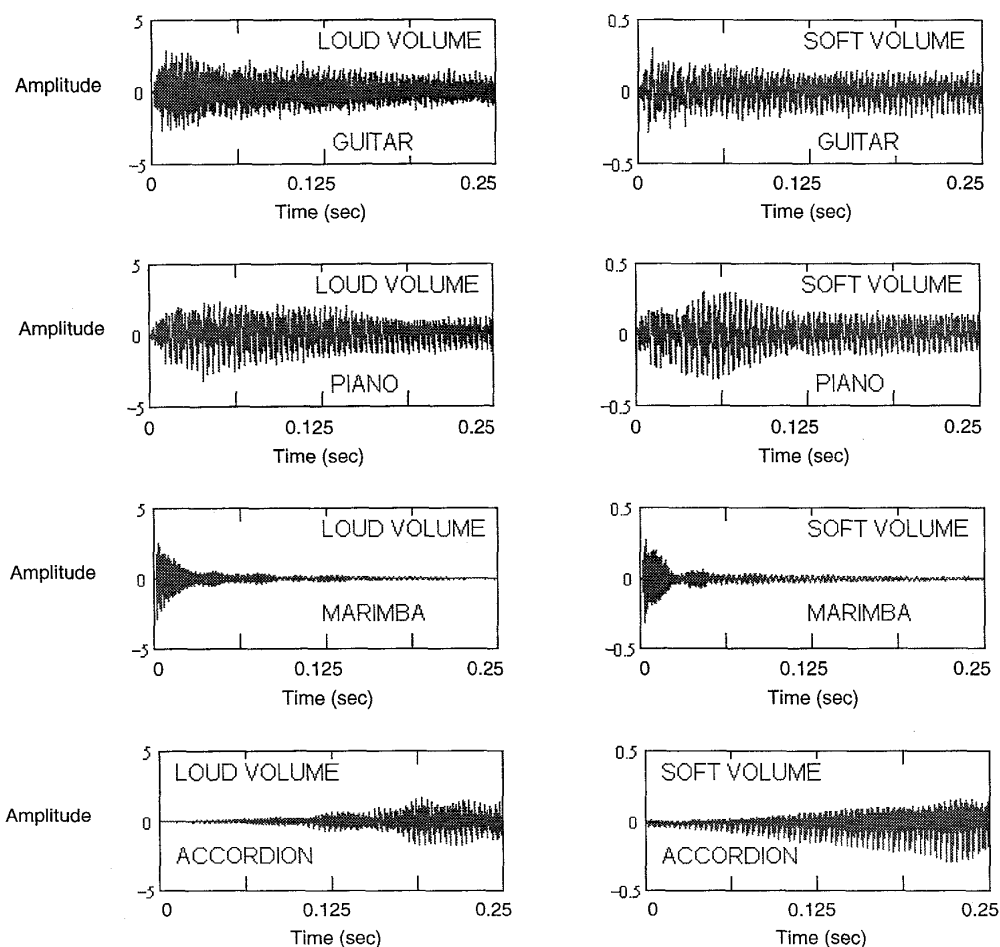 5
LOUD VOLUME
Amplitude
0
GUITAR
−5
0 0.125 0.25
Time (sec)
0.5
SOFT VOLUME
0
GUITAR
−0.5
0 0.125 0.25
Time (sec)
5
LOUD VOLUME
Amplitude
0
PIANO
−5
0 0.125 0.25
Time (sec)
0.5
SOFT VOLUME
0
PIANO
−0.5
0 0.125 0.25
Time (sec)
5
LOUD VOLUME
Amplitude
0
MARIMBA
−5
0 0.125 0.25
Time (sec)
0.5
SOFT VOLUME
0
MARIMBA
−0.5
0 0.125 0.25
Time (sec)
5
LOUD VOLUME
Amplitude
0
ACCORDION
−5
0 0.125 0.25
Time (sec)
0.5
SOFT VOLUME
0
ACCORDION
−0.5
0 0.125 0.25
Time (sec)